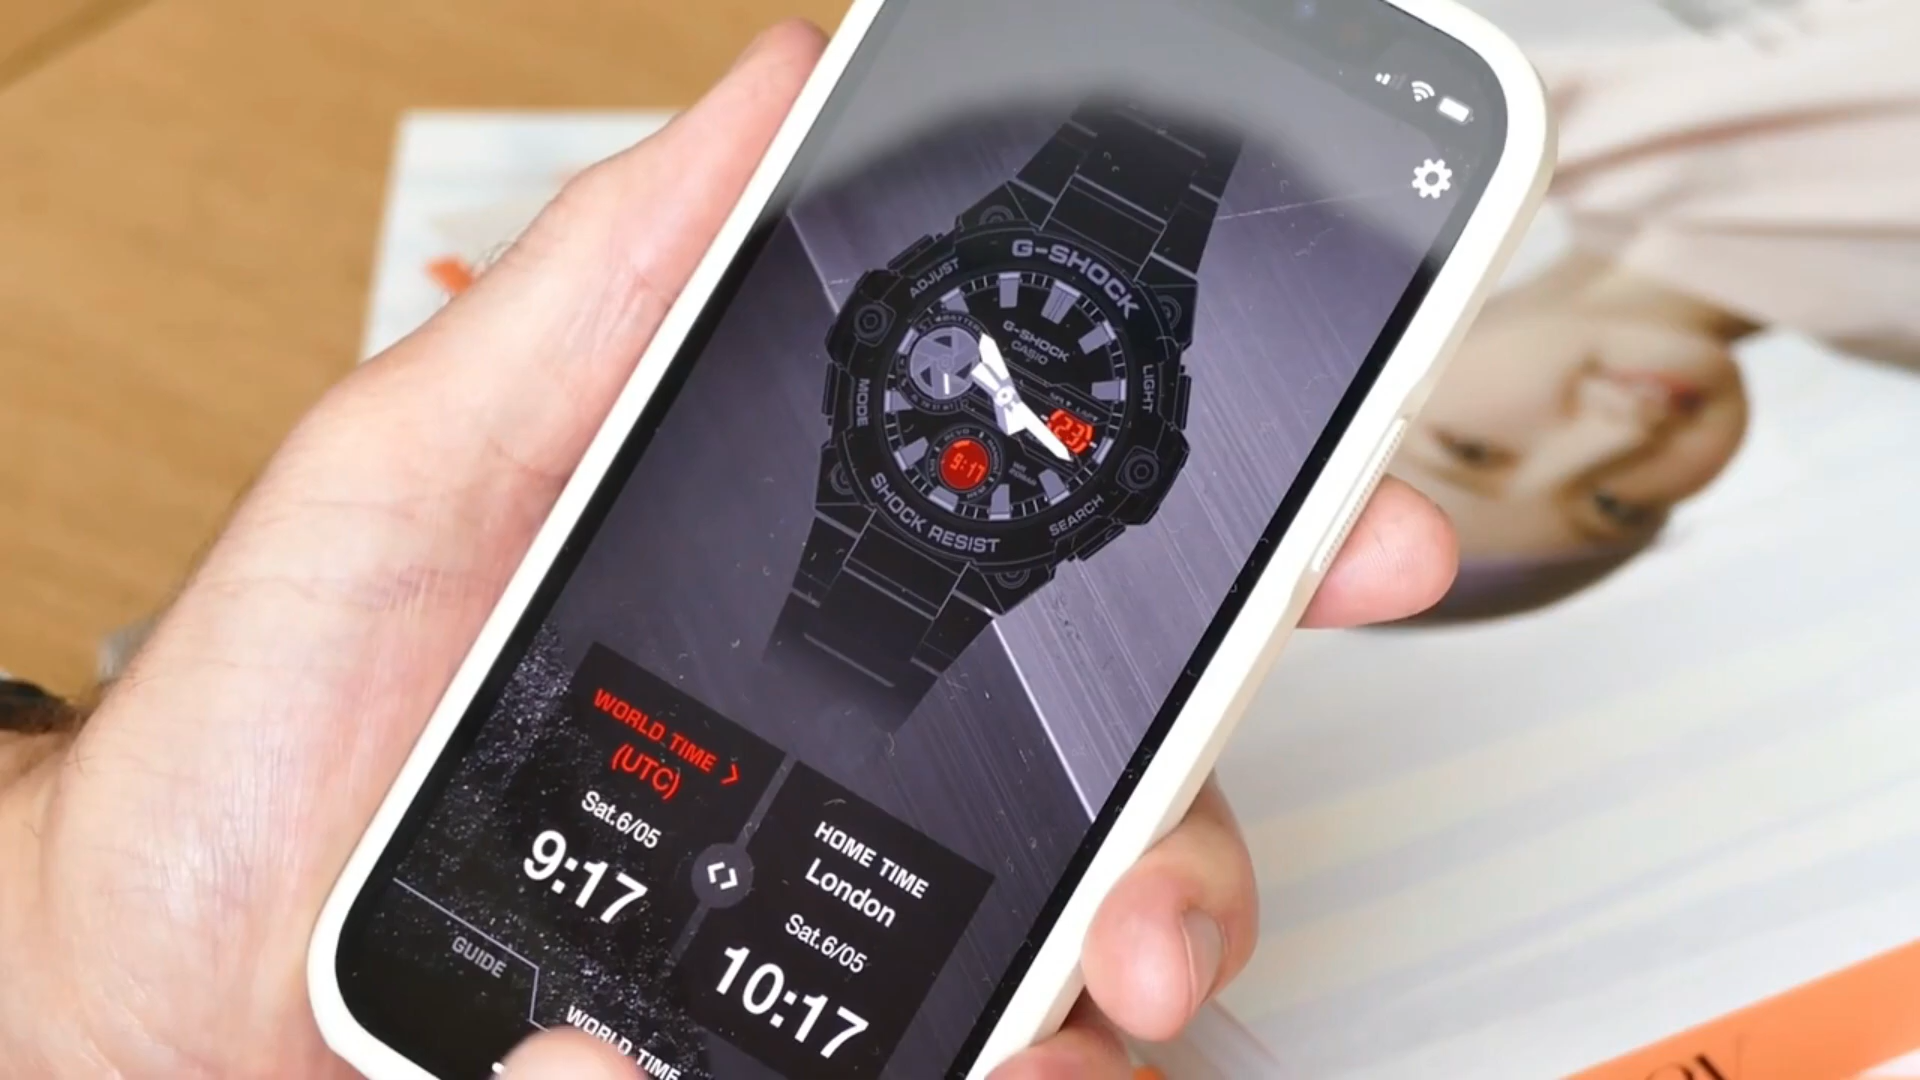 G-SHOCK
ADJUST
G-SHOCK
CASIO
LIGHT
MODE
23
9:17
SEARCH
SHOCK RESIST
WORLD TIME >
(UTC)
Sat.6/05
9:17
HOME TIME
London
Sat.6/05
10:17
GUIDE
WORLD TIME